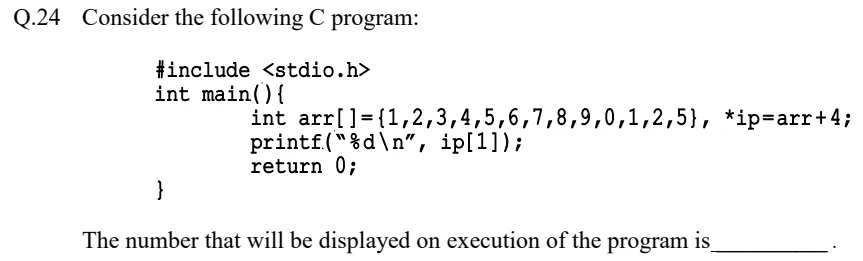 Q.24 Consider the following C program:
#include <stdio.h>
int main(){
int arr[]={1,2,3,4,5,6,7,8,9,0,1,2,5}, *ip=arr+4;
printf(“%d\n”, ip[1]);
return 0;
}
The number that will be displayed on execution of the program is__________.